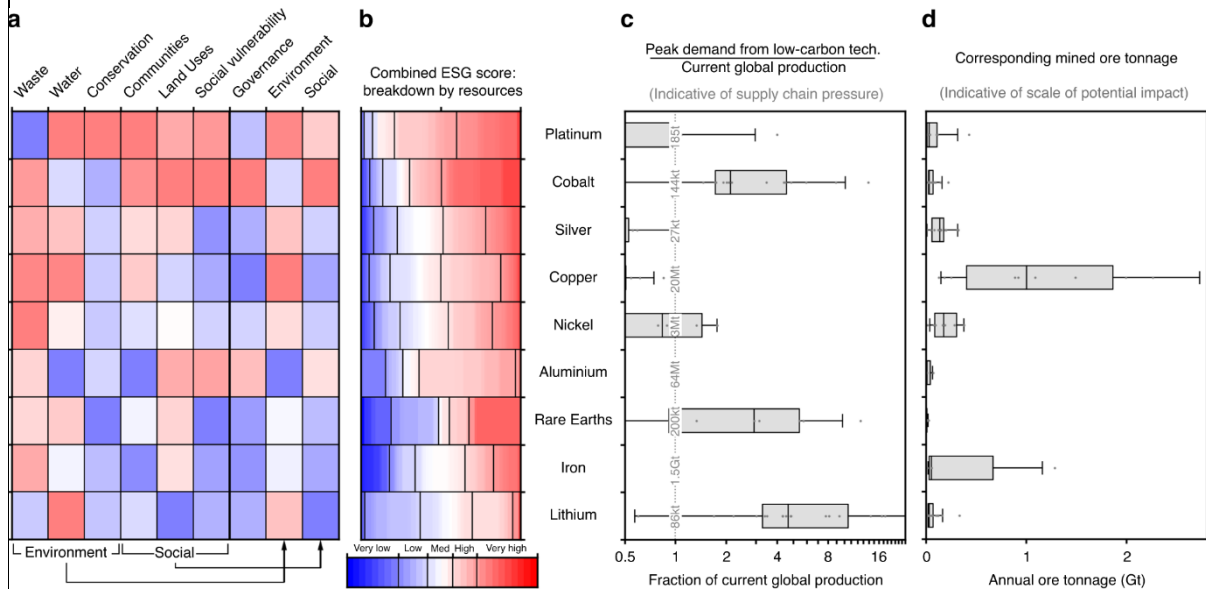 a
Waste
Water
Conservation
Communities
Land Uses
Social vulnerability
Governance
Environment
Social
Environment
Social
b
Combined ESG score:
breakdown by resources
Very low
Low
Med
High
Very high
Platinum
Cobalt
Silver
Copper
Nickel
Aluminium
Rare Earths
Iron
Lithium
c
Peak demand from low-carbon tech.
Current global production
(Indicative of supply chain pressure)
185t
144kt
27kt
20Mt
3Mt
64Mt
200kt
1.5Gt
86kt
0.5 1 2 4 8 16
Fraction of current global production
d
Corresponding mined ore tonnage
(Indicative of scale of potential impact)
0 1 2
Annual ore tonnage (Gt)